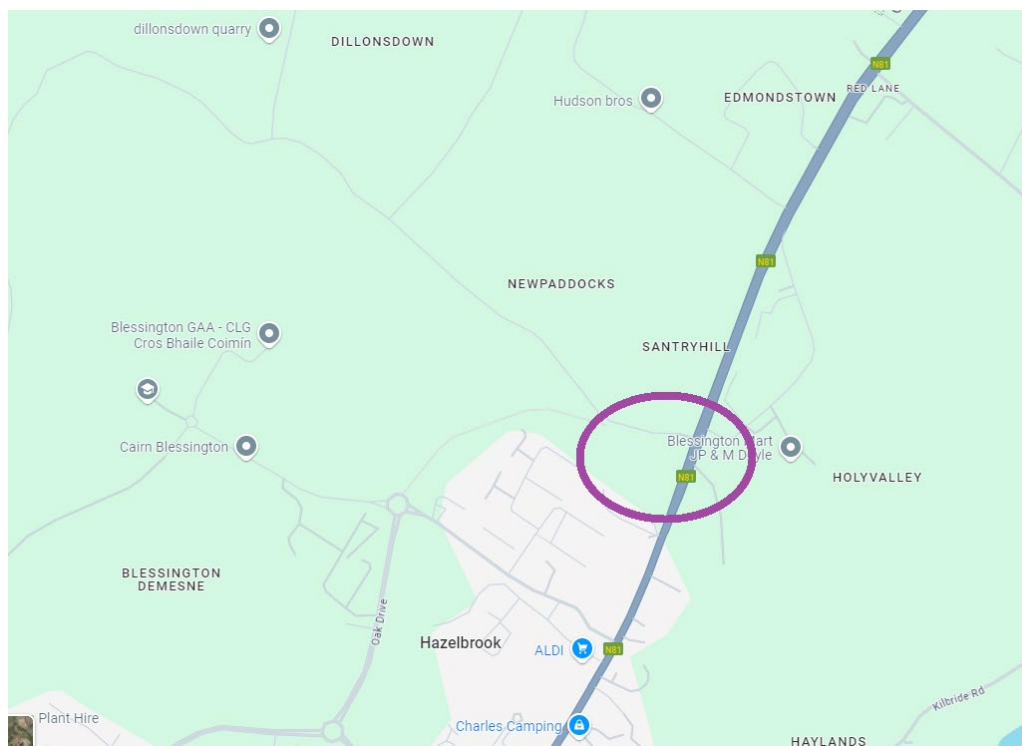 dillonsdown quarry
DILLONSDOWN
N81
RED LANE
EDMONDSTOWN
Hudson bros
N81
NEWPADDOCKS
Blessington GAA - CLG
Cros Bhaile Coimín
SANTRYHILL
Cairn Blessington
Blessington Mart
JP & M Doyle
N81
HOLYVALLEY
BLESSINGTON
DEMESNE
Oak Drive
Hazelbrook
ALDI
N81
Kilbride Rd
Plant Hire
Charles Camping
HAYLANDS